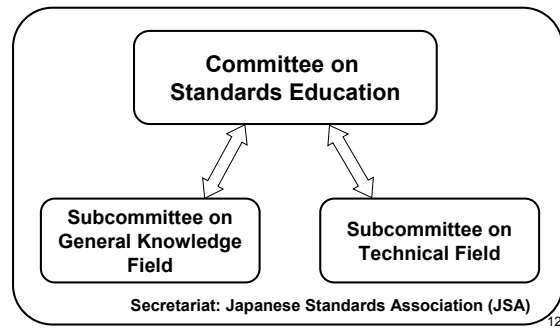 Committee on
Standards Education
Subcommittee on
General Knowledge
Field
Subcommittee on
Technical Field
Secretariat: Japanese Standards Association (JSA)
12